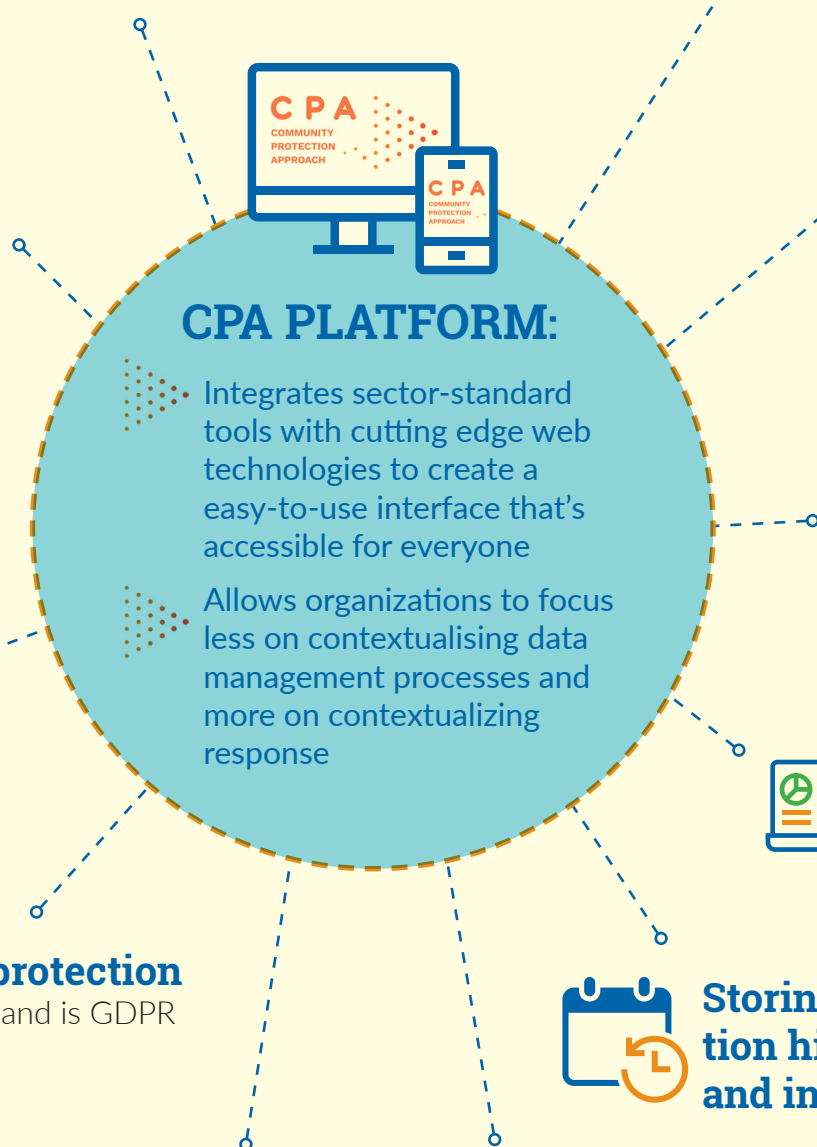 CPA
COMMUNITY
PROTECTION
APPROACH
CPA
COMMUNITY
PROTECTION
APPROACH
CPA PLATFORM:
Integrates sector-standard
tools with cutting edge web
technologies to create a
easy-to-use interface that's
accessible for everyone
Allows organizations to focus
less on contextualising data
management processes and
more on contextualizing
response
protection
and is GDPR
Storin
tion hi
and in